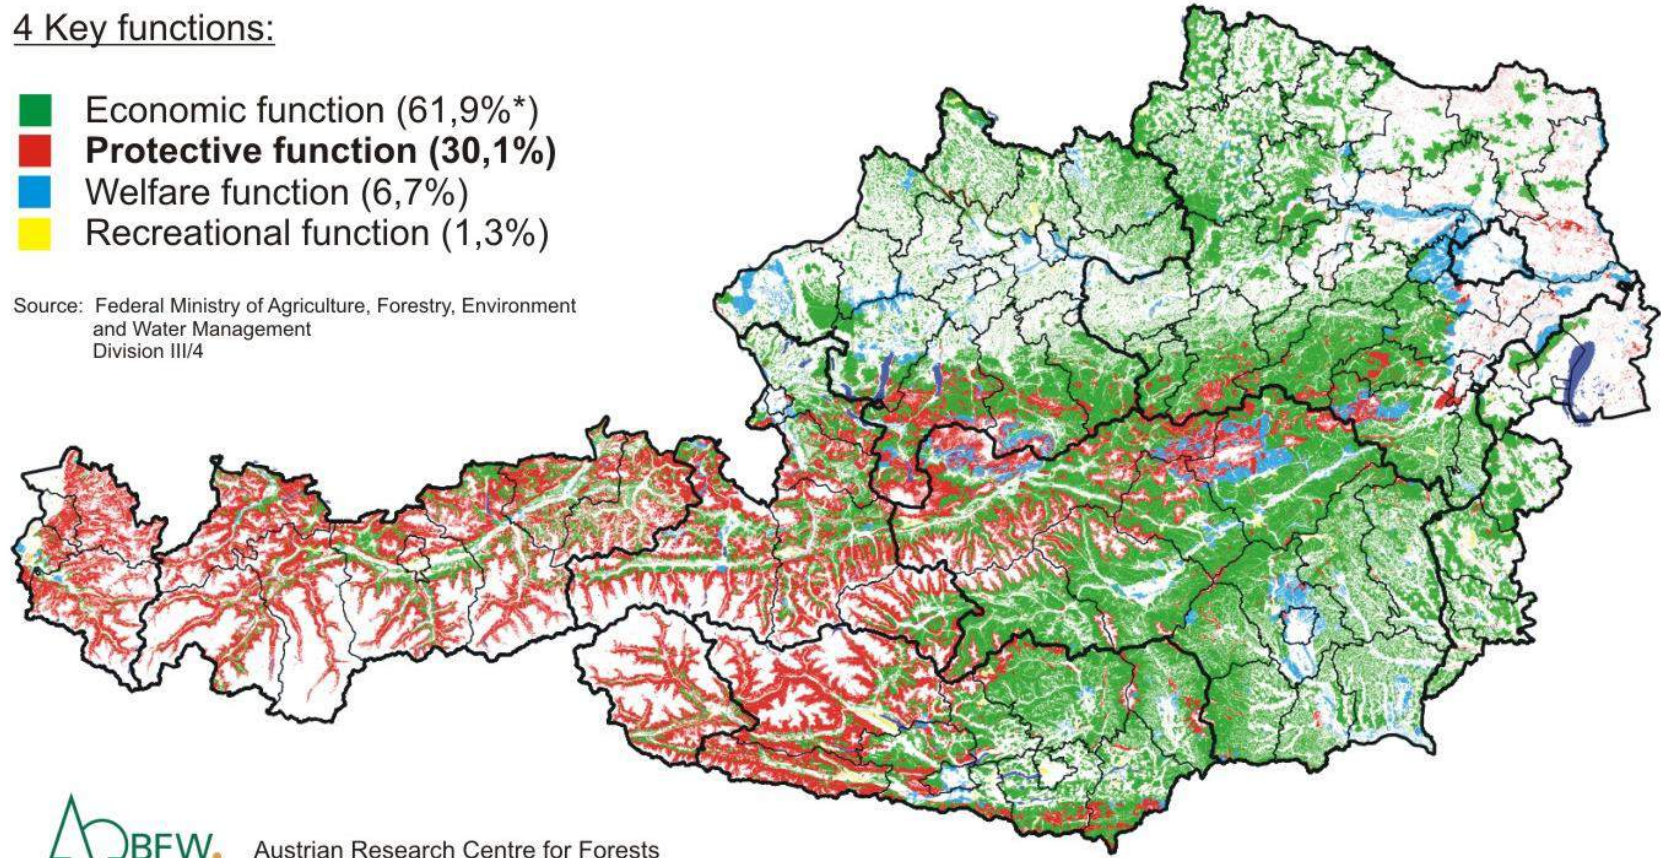 4 Key functions:
Economic function (61,9%*)
Protective function (30,1%)
Welfare function (6,7%)
Recreational function (1,3%)
Source: Federal Ministry of Agriculture, Forestry, Environment
and Water Management
Division III/4
BFW.
Austrian Research Centre for Forests